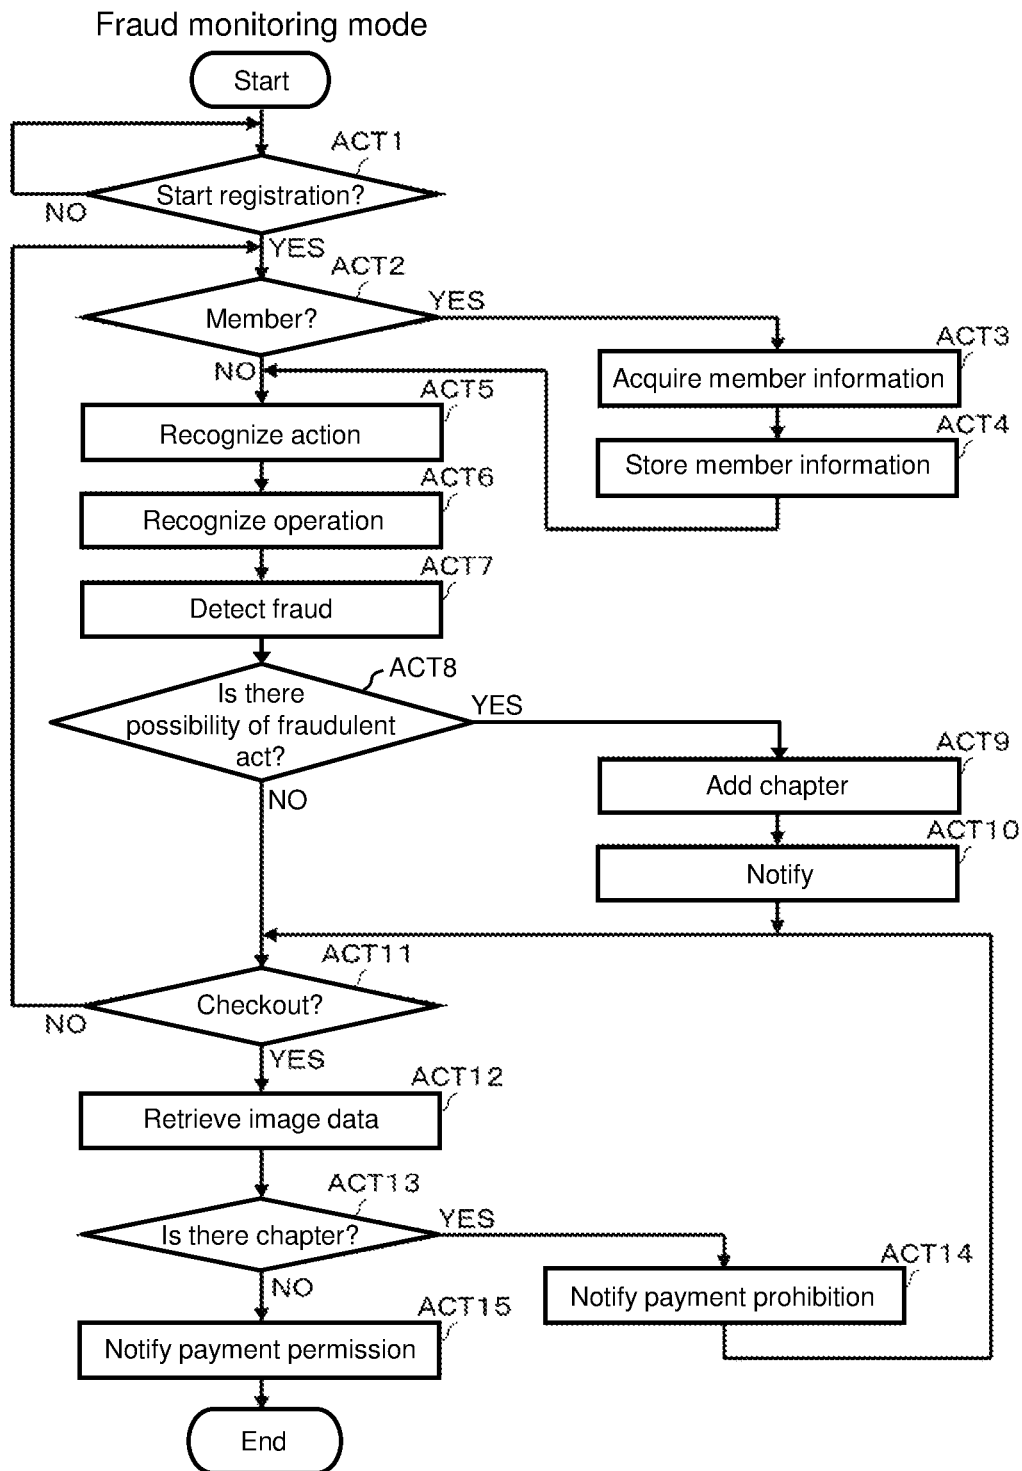 Fraud monitoring mode
Start
ACT1
Start registration?
NO
YES
ACT2
Member?
YES
NO
ACT3
Acquire member information
ACT4
Store member information
ACT5
Recognize action
ACT6
Recognize operation
ACT7
Detect fraud
ACT8
Is there
possibility of fraudulent
act?
YES
NO
ACT9
Add chapter
ACT10
Notify
ACT11
Checkout?
NO
YES
ACT12
Retrieve image data
ACT13
Is there chapter?
YES
NO
ACT14
Notify payment prohibition
ACT15
Notify payment permission
End